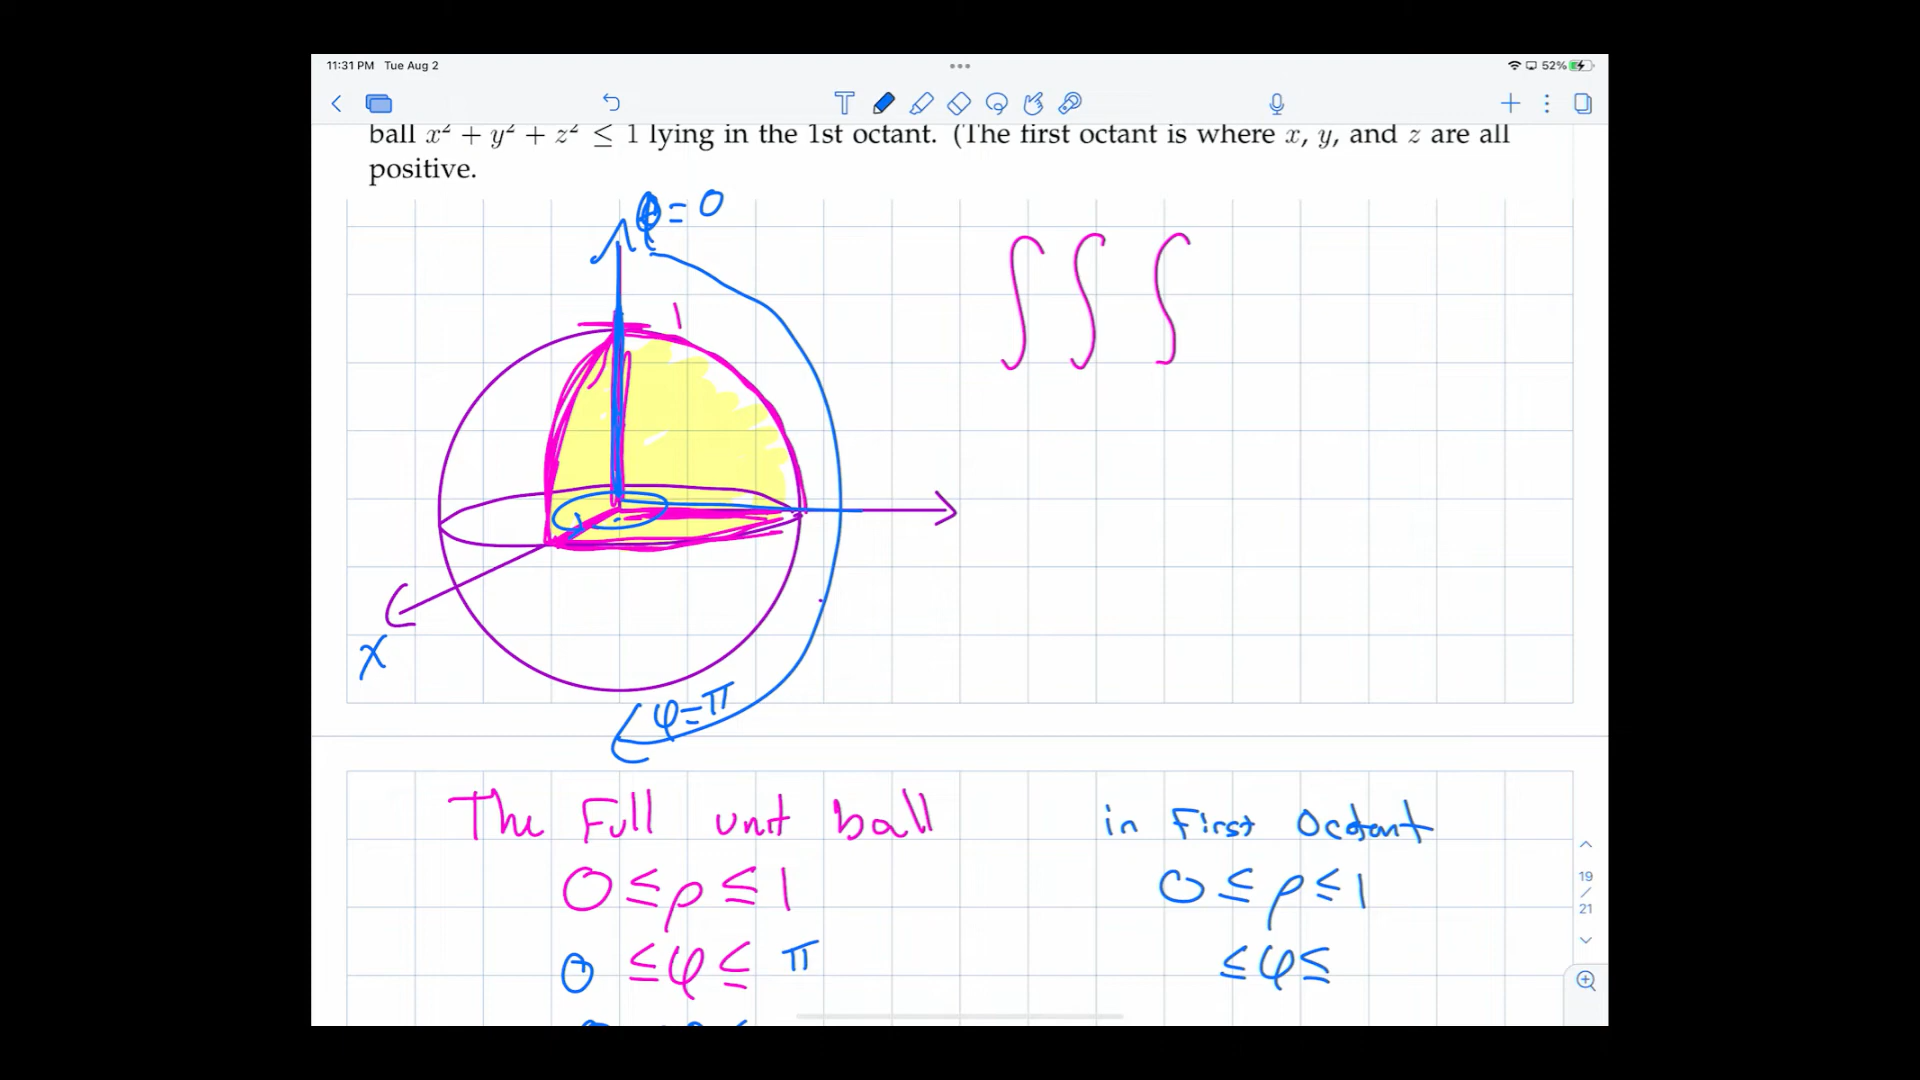 11:31 PM Tue Aug 2
52%
ball x² + y² + z² ≤ 1 lying in the 1st octant. (The first octant is where x, y, and z are all
positive.
φ = 0
1
∫ ∫ ∫
x
φ = π
The Full unit ball
in First Octant
0 ≤ ρ ≤ 1
0 ≤ ρ ≤ 1
0 ≤ φ ≤ π
≤ φ ≤
19
/
21